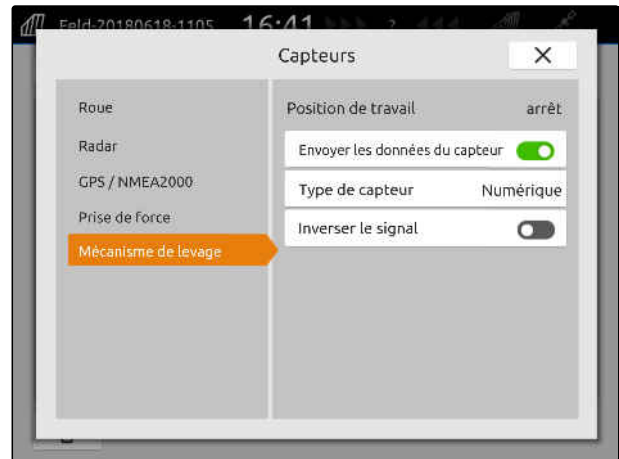 Feld-20180618-1105 16:41 ?
Capteurs
Roue
Radar
GPS / NMEA2000
Prise de force
Mécanisme de levage
Position de travail arrêt
Envoyer les données du capteur
Type de capteur Numérique
Inverser le signal